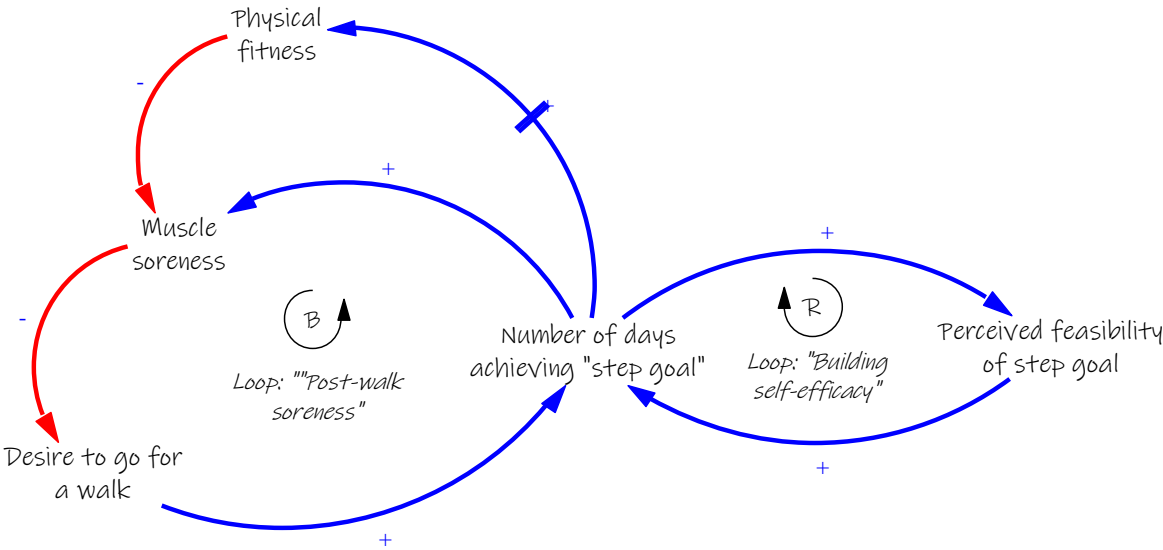 Physical
fitness
-
+
+
Muscle
soreness
-
+
B
R
Number of days
achieving "step goal"
Perceived feasibility
of step goal
Loop: ""Post-walk
soreness"
Loop: "Building
self-efficacy"
Desire to go for
a walk
+
+